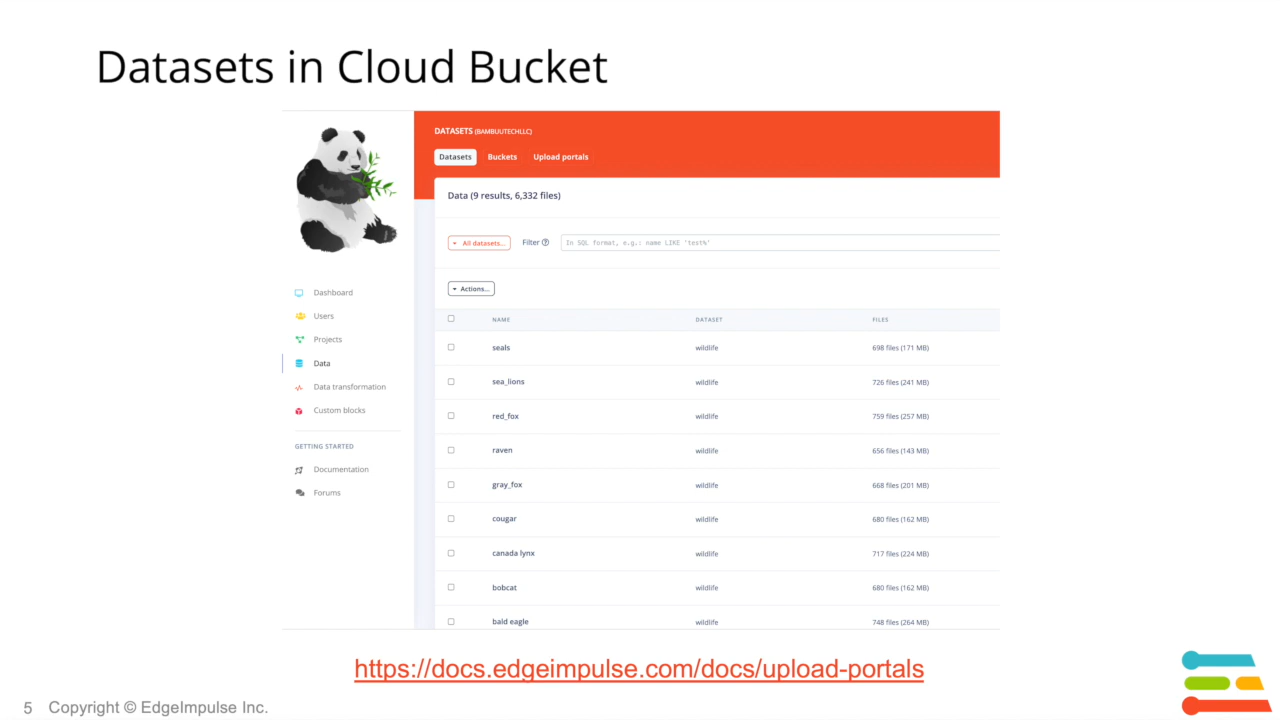 Datasets in Cloud Bucket
DATASETS (BAMBUUTECHLLC)
Datasets Buckets Upload portals
Data (9 results, 6,332 files)
All datasets... Filter In SQL format, e.g.: name LIKE 'test%'
Actions...
NAME DATASET FILES
seals wildlife 698 files (171 MB)
sea_lions wildlife 726 files (241 MB)
red_fox wildlife 759 files (257 MB)
raven wildlife 656 files (143 MB)
gray_fox wildlife 668 files (201 MB)
cougar wildlife 680 files (162 MB)
canada lynx wildlife 717 files (224 MB)
bobcat wildlife 680 files (162 MB)
bald eagle wildlife 748 files (264 MB)
Dashboard
Users
Projects
Data
Data transformation
Custom blocks
GETTING STARTED
Documentation
Forums
https://docs.edgeimpulse.com/docs/upload-portals
5 Copyright © EdgeImpulse Inc.